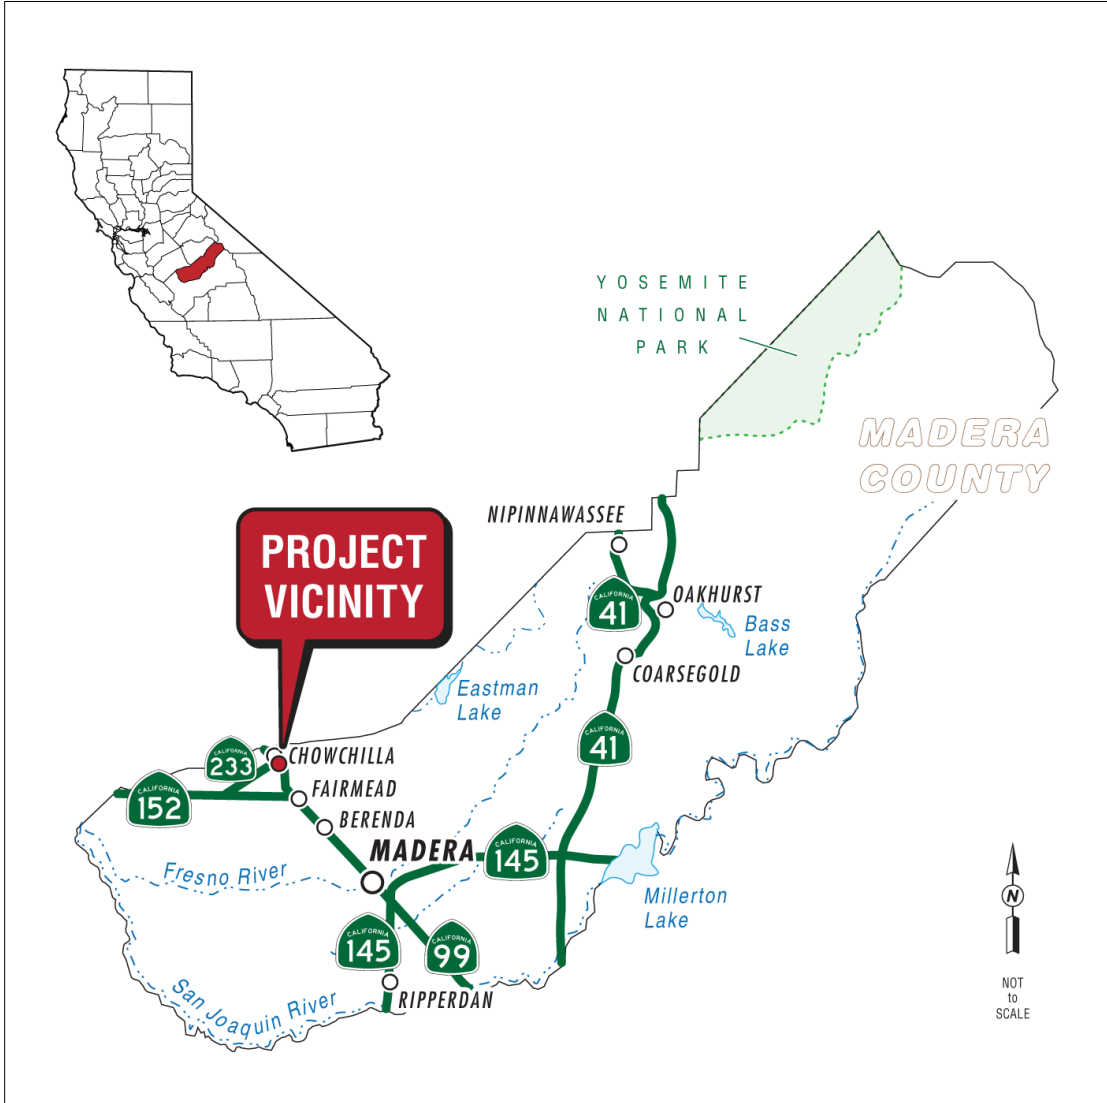 YOSEMITE
NATIONAL
PARK
MADERA
COUNTY
NIPINNAWASSEE
PROJECT
VICINITY
CALIFORNIA
41
OAKHURST
Bass
Lake
COARSEGOLD
Eastman
Lake
CALIFORNIA
41
CALIFORNIA
233
CHOWCHILLA
CALIFORNIA
152
FAIRMEAD
BERENDA
MADERA
CALIFORNIA
145
Fresno River
Millerton
Lake
N
CALIFORNIA
145
CALIFORNIA
99
San Joaquin River
RIPPERDAN
NOT
to
SCALE